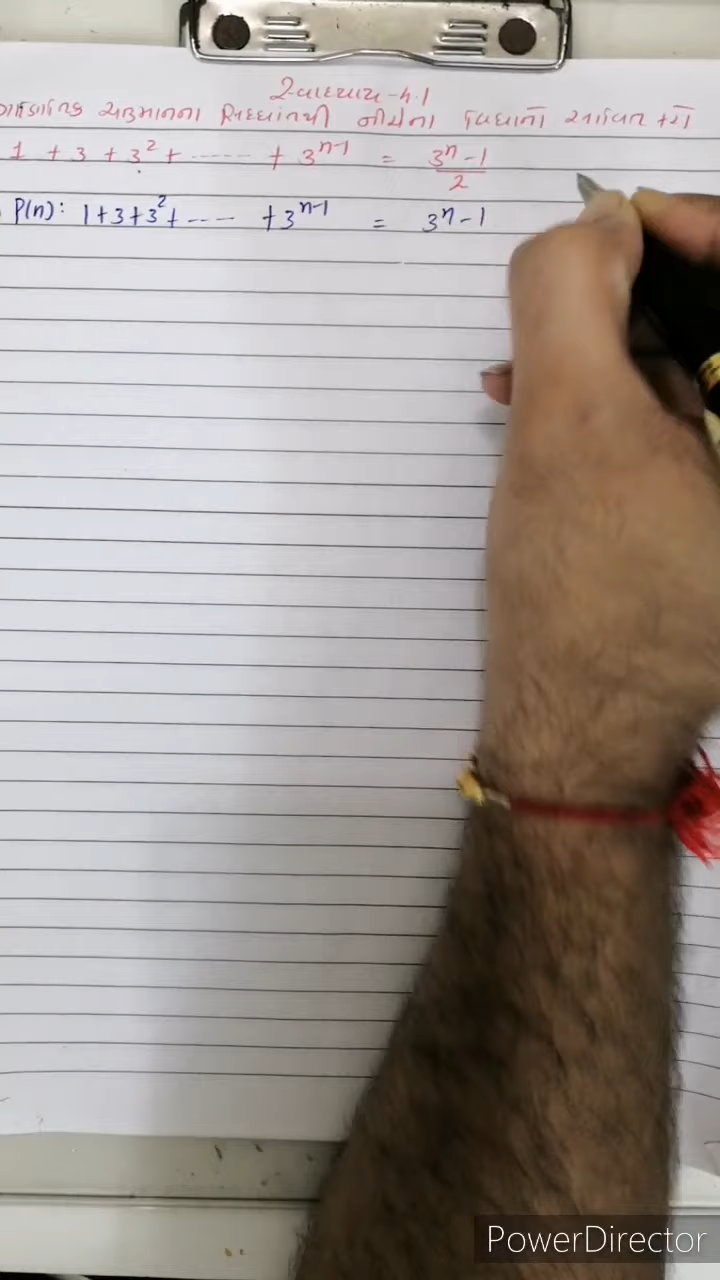 સ્વાધ્યાય-4.1
ગાણિતિક અનુમાનના સિદ્ધાંતથી નીચેના વિધાનો સાબિત કરો
1 + 3 + 3² + ------ + 3ⁿ⁻¹ = (3ⁿ - 1)/2
P(n): 1+3+3²+ ---- +3ⁿ⁻¹ = 3ⁿ-1
PowerDirector